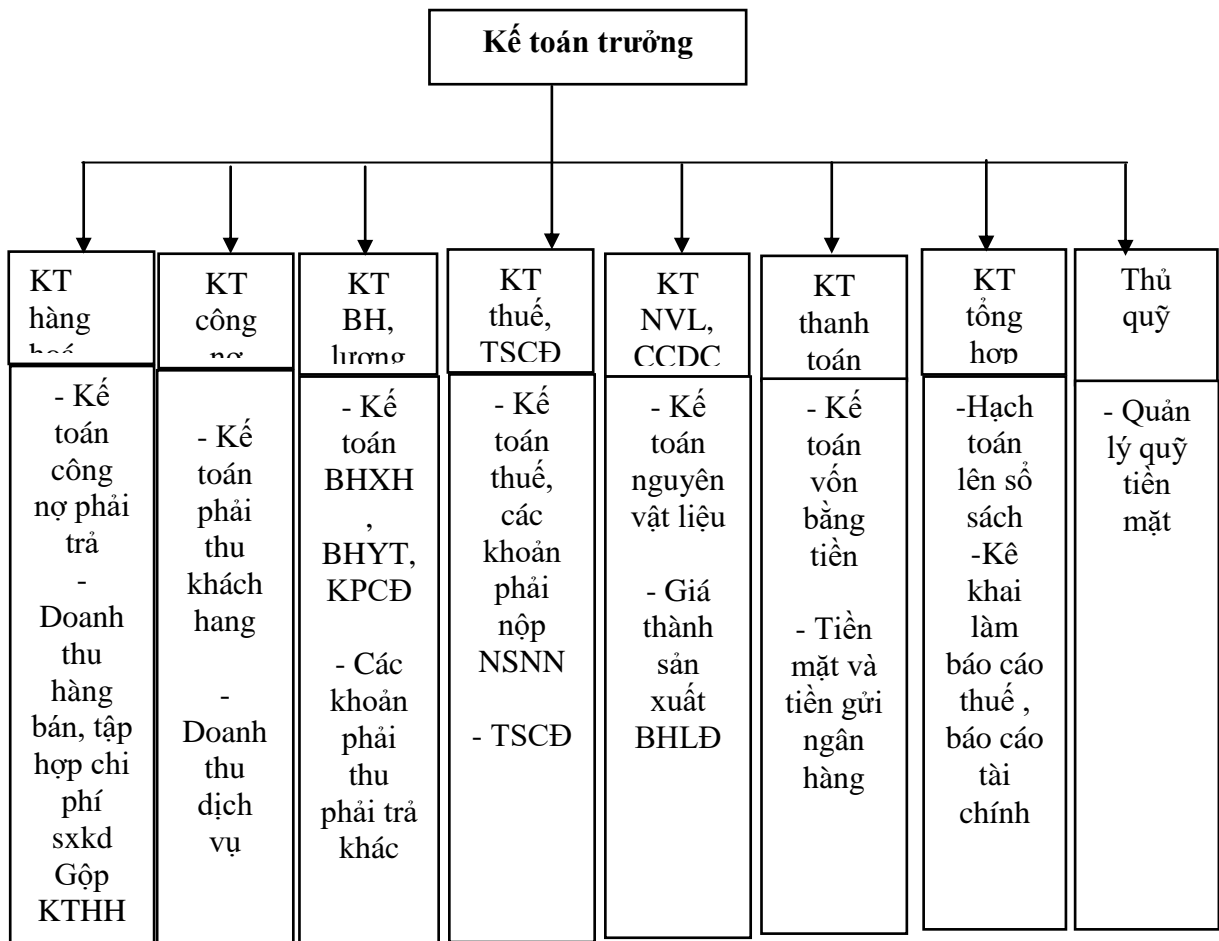 Kế toán trưởng
KT
hàng
hoá
KT
công
nợ
KT
BH,
lương
KT
thuế,
TSCĐ
KT
NVL,
CCDC
KT
thanh
toán
KT
tổng
hợp
Thủ
quỹ
- Kế
toán
công
nợ phải
trả
-
Doanh
thu
hàng
bán, tập
hợp chi
phí
sxkd
Gộp
KTHH
- Kế
toán
phải
thu
khách
hang
-
Doanh
thu
dịch
vụ
- Kế
toán
BHXH
,
BHYT,
KPCĐ
- Các
khoản
phải
thu
phải trả
khác
- Kế
toán
thuế,
các
khoản
phải
nộp
NSNN
- TSCĐ
- Kế
toán
nguyên
vật liệu
- Giá
thành
sản
xuất
BHLĐ
- Kế
toán
vốn
bằng
tiền
- Tiền
mặt và
tiền gửi
ngân
hàng
-Hạch
toán
lên sổ
sách
-Kê
khai
làm
báo cáo
thuế ,
báo cáo
tài
chính
- Quản
lý quỹ
tiền
mặt